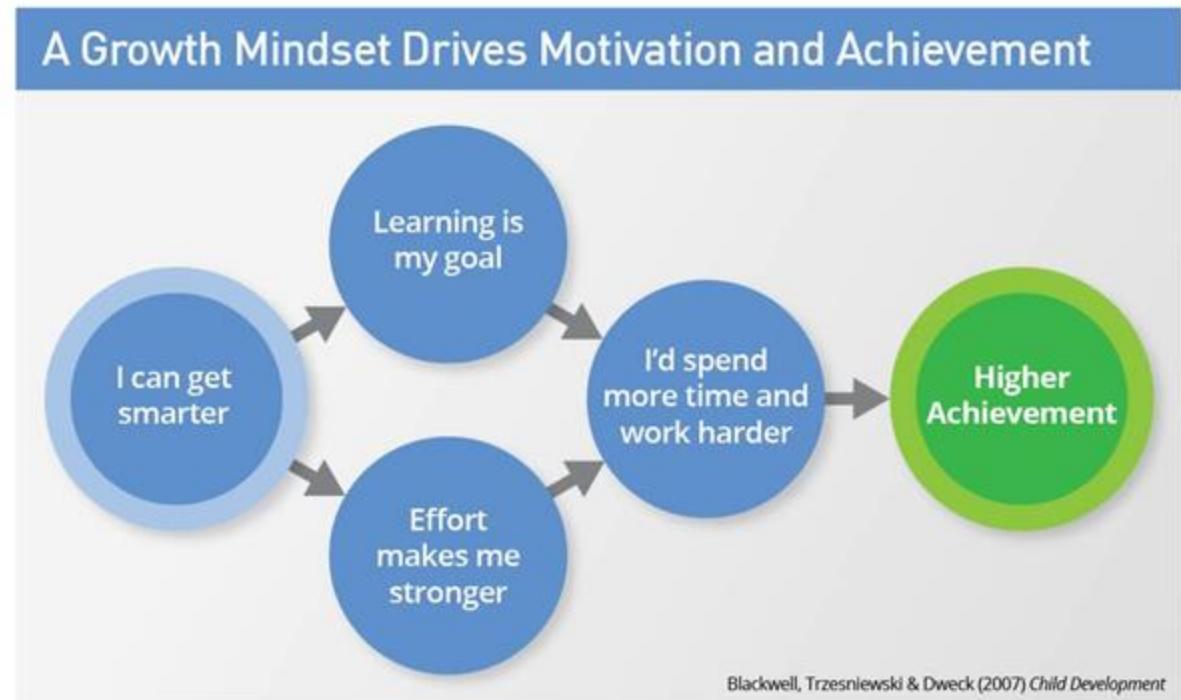 A Growth Mindset Drives Motivation and Achievement
Learning is
my goal
I can get
smarter
I'd spend
more time and
work harder
Higher
Achievement
Effort
makes me
stronger
Blackwell, Trzesniewski & Dweck (2007) Child Development